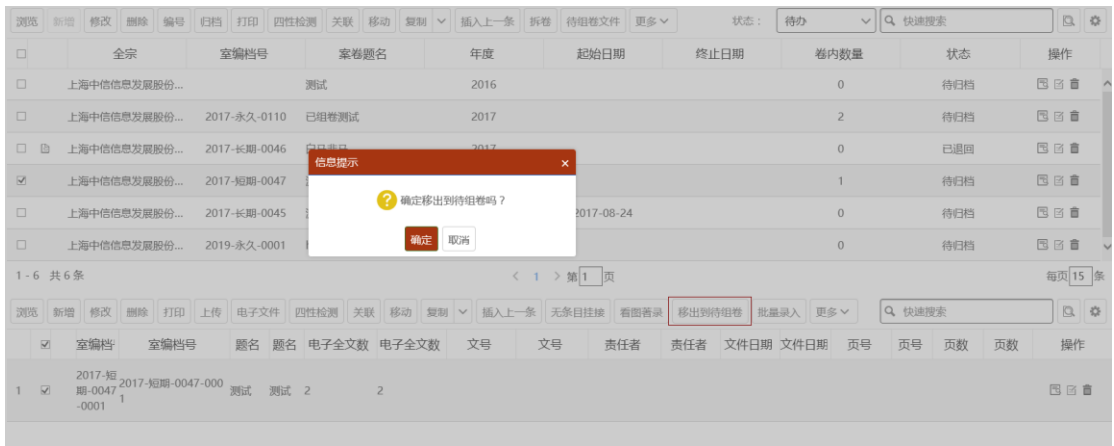 浏览 新增 修改 删除 编号 归档 打印 四性检测 关联 移动 复制 插入上一条 拆卷 待组卷文件 更多 状态： 待办 快速搜索
全宗 室编档号 案卷题名 年度 起始日期 终止日期 卷内数量 状态 操作
上海中信信息发展股份... 测试 2016 0 待归档
上海中信信息发展股份... 2017-永久-0110 已组卷测试 2017 2 待归档
上海中信信息发展股份... 2017-长期-0046 2017 0 已退回
信息提示 ×
上海中信信息发展股份... 2017-短期-0047 1 待归档
确定移出到待组卷吗？
上海中信信息发展股份... 2017-长期-0045 2017-08-24 0 待归档
确定 取消
上海中信信息发展股份... 2019-永久-0001 0 待归档
1 - 6 共 6 条 < 1 > 第 1 页 每页 15 条
浏览 新增 修改 删除 打印 上传 电子文件 四性检测 关联 移动 复制 插入上一条 无条目挂接 看图著录 移出到待组卷 批量录入 更多 快速搜索
室编档 室编档号 题名 题名 电子全文数 电子全文数 文号 文号 责任者 责任者 文件日期 文件日期 页号 页号 页数 页数 操作
1 2017-短期-0047-0001 2017-短期-0047-0001 测试 测试 2 2